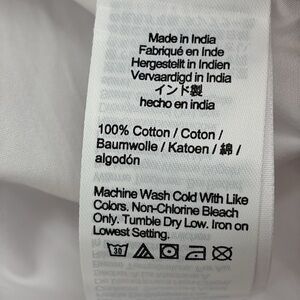 Made in India
Fabriqué en Inde
Hergestellt in Indien
Vervaardigd in India
インド製
hecho en india
100% Cotton / Coton /
Baumwolle / Katoen / 綿 /
algodón
Machine Wash Cold With Like
Colors. Non-Chlorine Bleach
Only. Tumble Dry Low. Iron on
Lowest Setting.
30